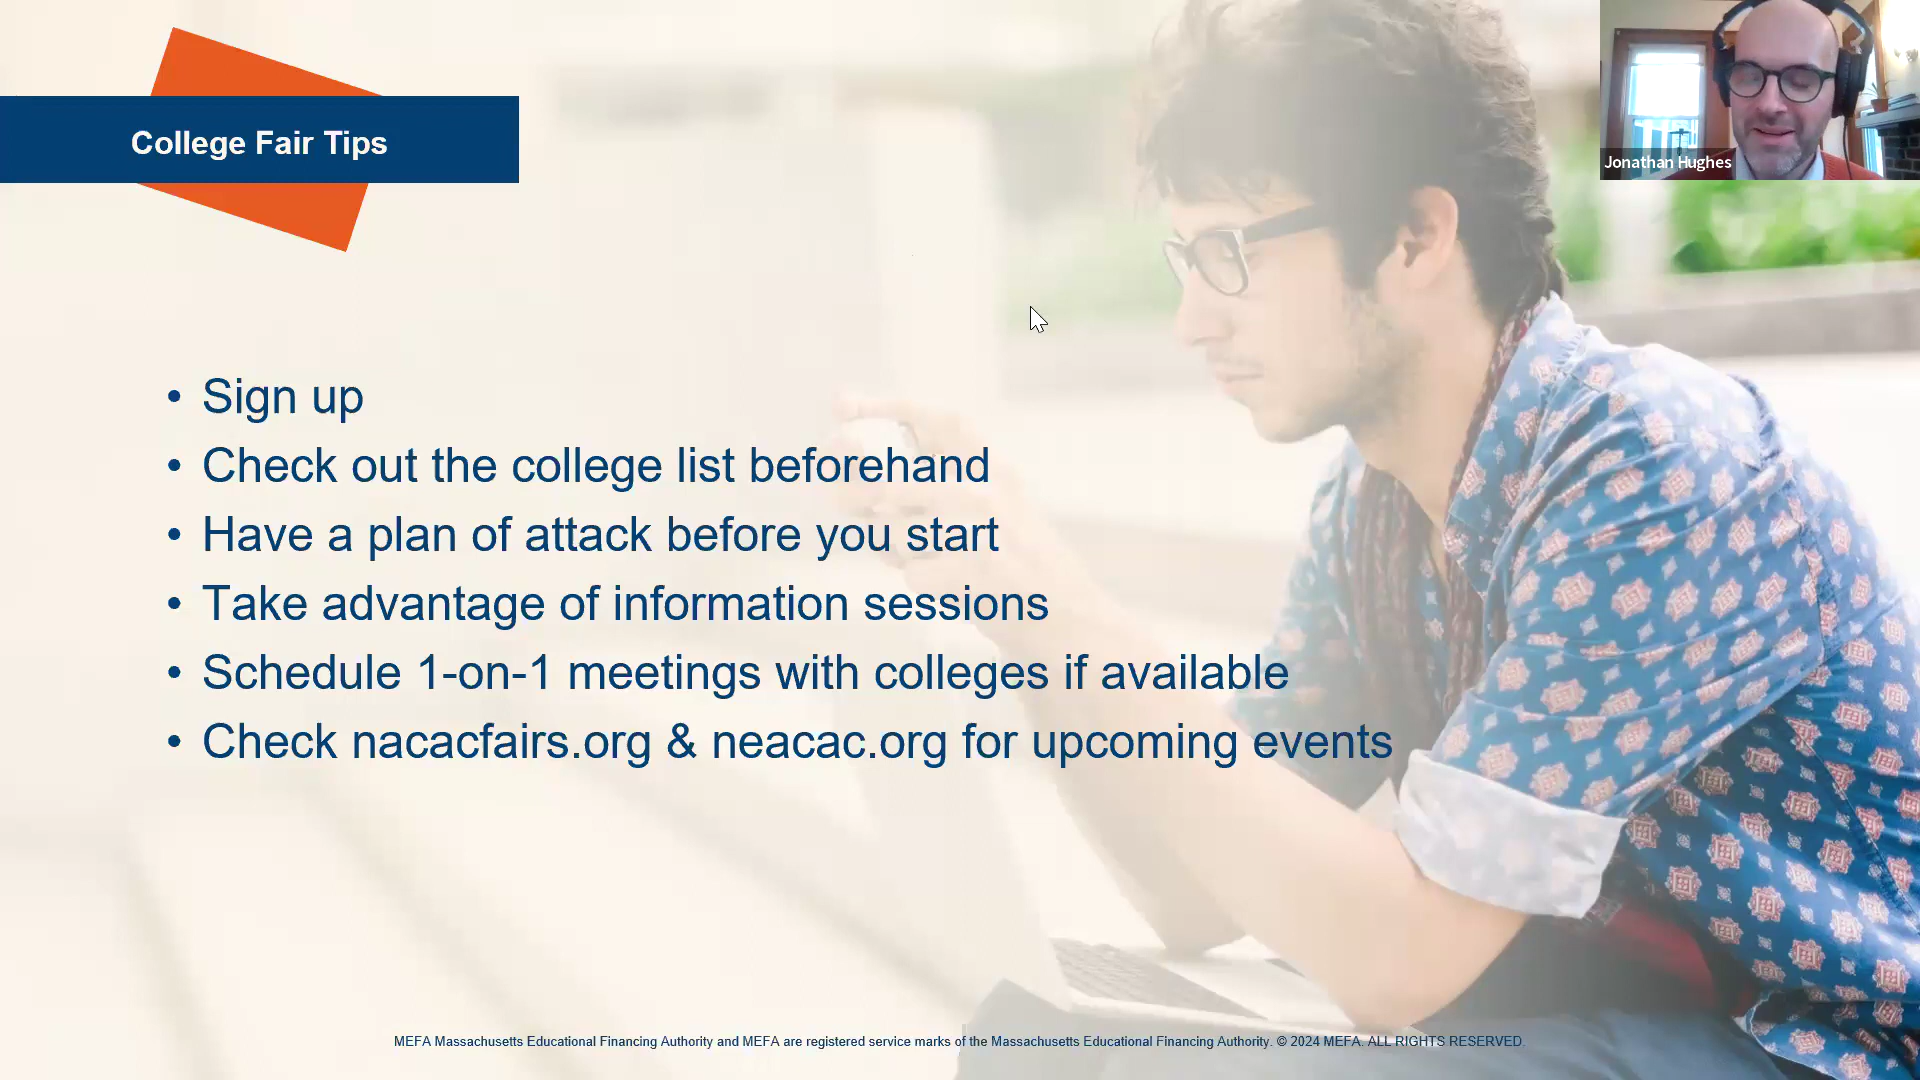 College Fair Tips
Jonathan Hughes
• Sign up
• Check out the college list beforehand
• Have a plan of attack before you start
• Take advantage of information sessions
• Schedule 1-on-1 meetings with colleges if available
• Check nacacfairs.org & neacac.org for upcoming events
MEFA Massachusetts Educational Financing Authority and MEFA are registered service marks of the Massachusetts Educational Financing Authority. © 2024 MEFA. ALL RIGHTS RESERVED.